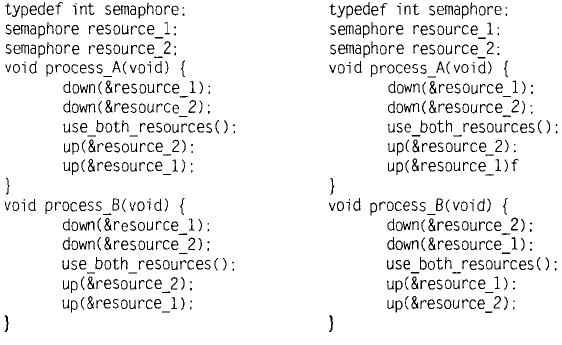 typedef int semaphore;
semaphore resource_1;
semaphore resource_2;
void process_A(void) {
down(&resource_1);
down(&resource_2);
use_both_resources();
up(&resource_2);
up(&resource_1);
}
void process_B(void) {
down(&resource_1);
down(&resource_2);
use_both_resources();
up(&resource_2);
up(&resource_1);
}
typedef int semaphore;
semaphore resource_1;
semaphore resource_2;
void process_A(void) {
down(&resource_1);
down(&resource_2);
use_both_resources();
up(&resource_2);
up(&resource_1)f
}
void process_B(void) {
down(&resource_2);
down(&resource_1);
use_both_resources();
up(&resource_1);
up(&resource_2);
}